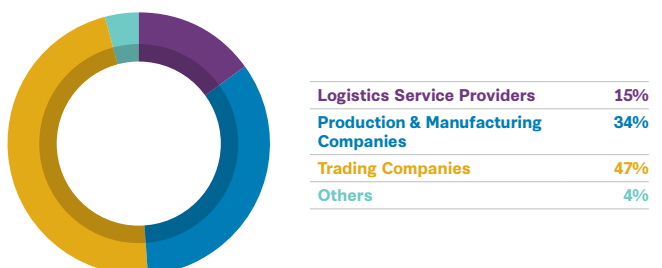 Logistics Service Providers 15%
Production & Manufacturing 34%
Companies
Trading Companies 47%
Others 4%